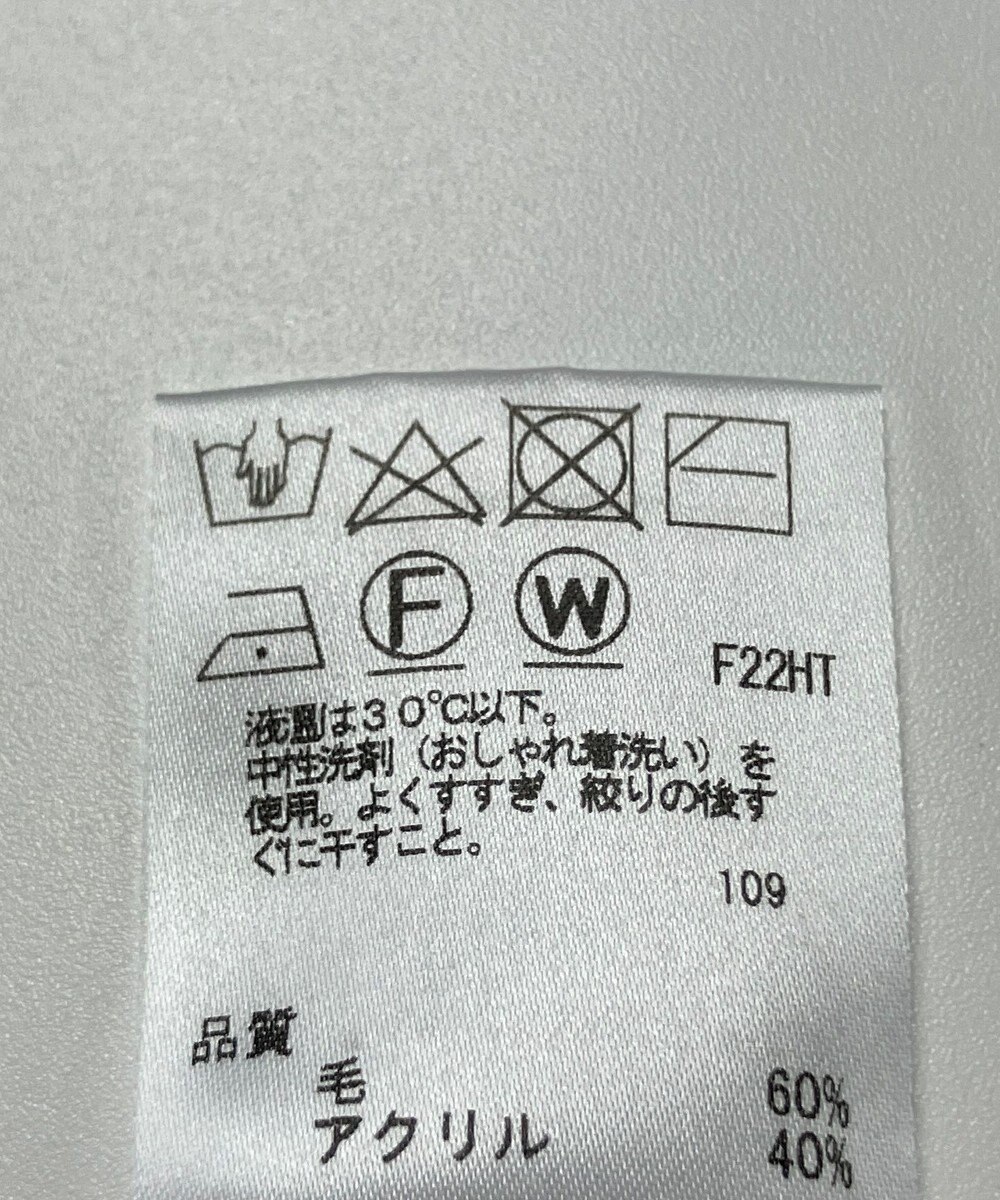 F
W
F22HT
液温は30℃以下。
中性洗剤（おしゃれ着洗い）を
使用。よくすすぎ、絞りの後す
ぐに干すこと。
109
品質
毛 60%
アクリル 40%